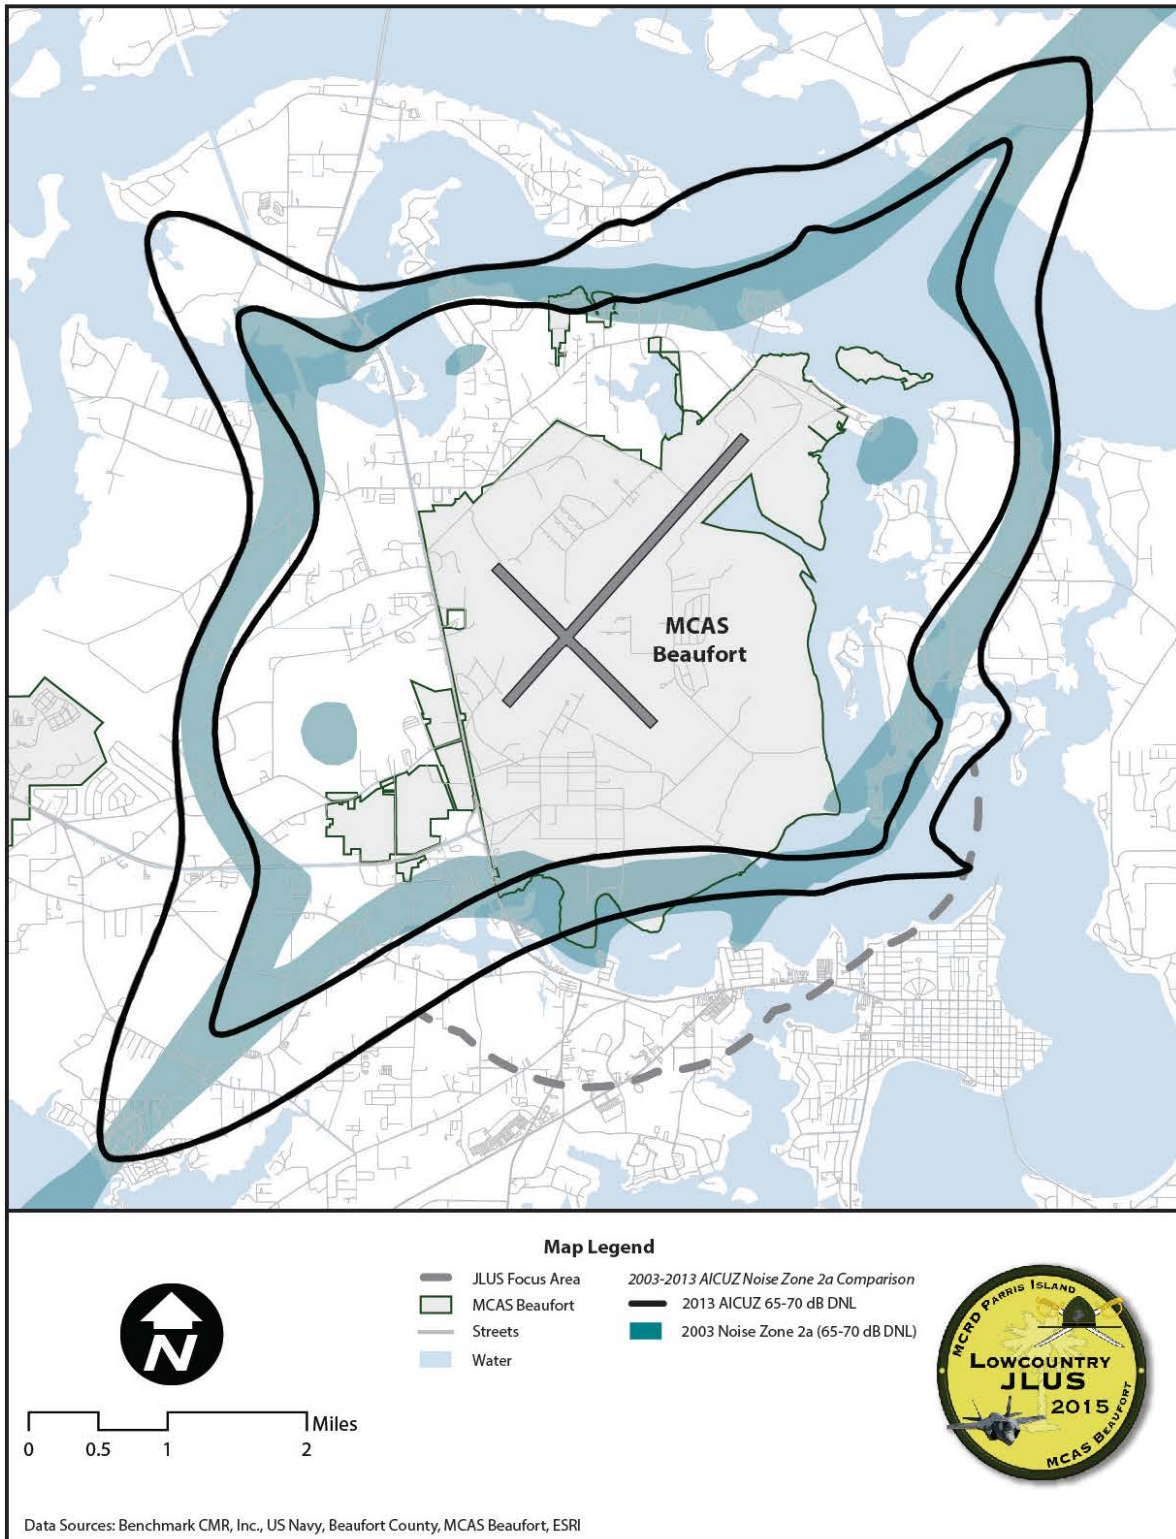 MCAS
Beaufort
Map Legend
JLUS Focus Area
MCAS Beaufort
Streets
Water
2003-2013 AICUZ Noise Zone 2a Comparison
2013 AICUZ 65-70 dB DNL
2003 Noise Zone 2a (65-70 dB DNL)
N
Miles
0 0.5 1 2
MCRD PARRIS ISLAND
LOWCOUNTRY
JLUS
2015
MCAS BEAUFORT
Data Sources: Benchmark CMR, Inc., US Navy, Beaufort County, MCAS Beaufort, ESRI